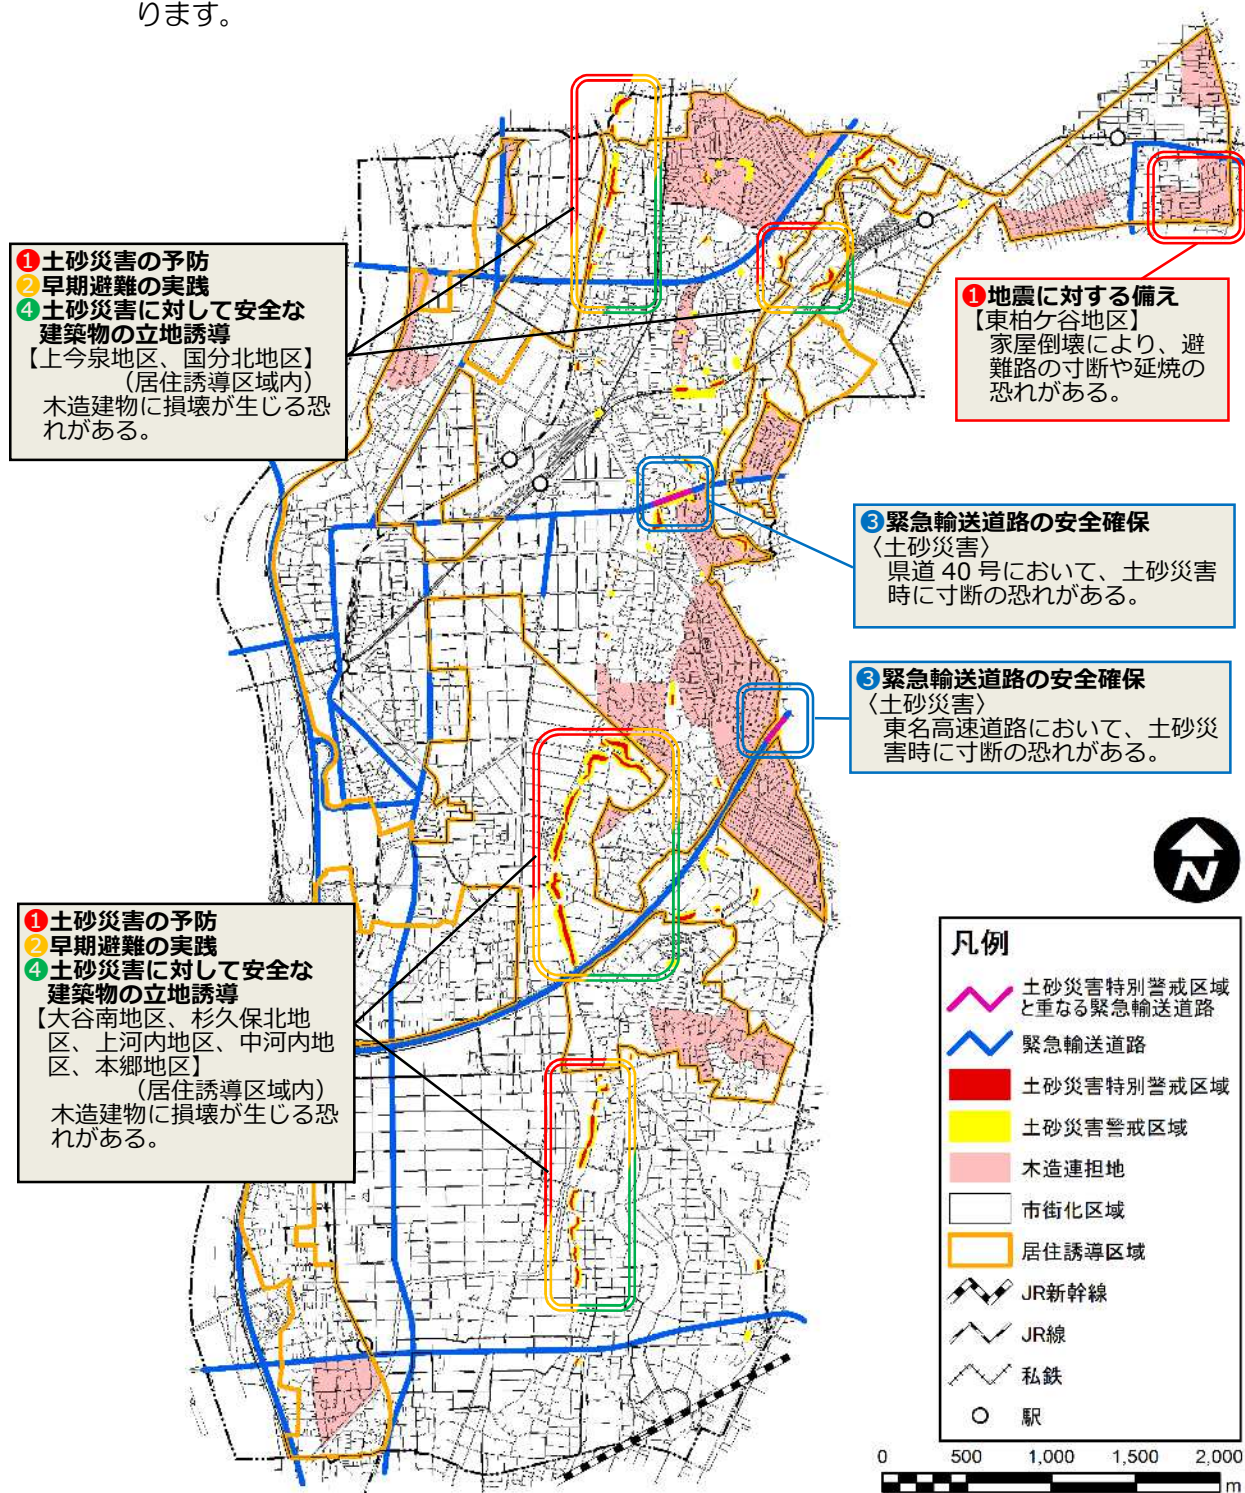 ります。
❶土砂災害の予防
❷早期避難の実践
❹土砂災害に対して安全な
建築物の立地誘導
【上今泉地区、国分北地区】
（居住誘導区域内）
木造建物に損壊が生じる恐
れがある。
❶地震に対する備え
【東柏ケ谷地区】
家屋倒壊により、避
難路の寸断や延焼の
恐れがある。
❸緊急輸送道路の安全確保
〈土砂災害〉
県道 40 号において、土砂災害
時に寸断の恐れがある。
❸緊急輸送道路の安全確保
〈土砂災害〉
東名高速道路において、土砂災
害時に寸断の恐れがある。
❶土砂災害の予防
❷早期避難の実践
❹土砂災害に対して安全な
建築物の立地誘導
【大谷南地区、杉久保北地
区、上河内地区、中河内地
区、本郷地区】
（居住誘導区域内）
木造建物に損壊が生じる恐
れがある。
N
凡例
土砂災害特別警戒区域
と重なる緊急輸送道路
緊急輸送道路
土砂災害特別警戒区域
土砂災害警戒区域
木造連担地
市街化区域
居住誘導区域
JR新幹線
JR線
私鉄
駅
0 500 1,000 1,500 2,000
m